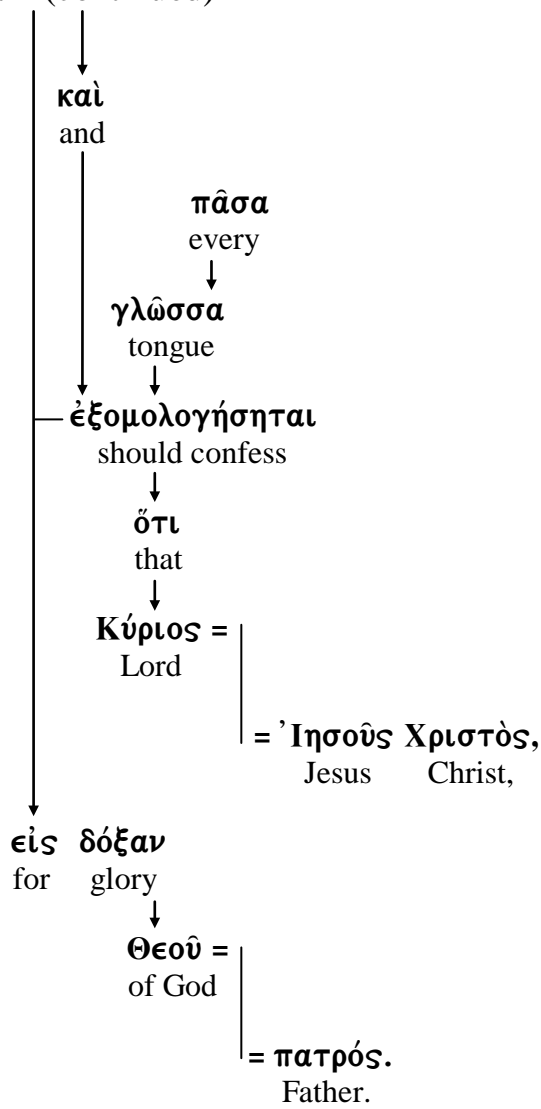 καὶ
and
πᾶσα
every
γλῶσσα
tongue
ἐξομολογήσηται
should confess
ὅτι
that
Κύριος =
Lord
= Ἰησοῦς Χριστὸς,
Jesus Christ,
εἰς δόξαν
for glory
Θεοῦ =
of God
= πατρός.
Father.